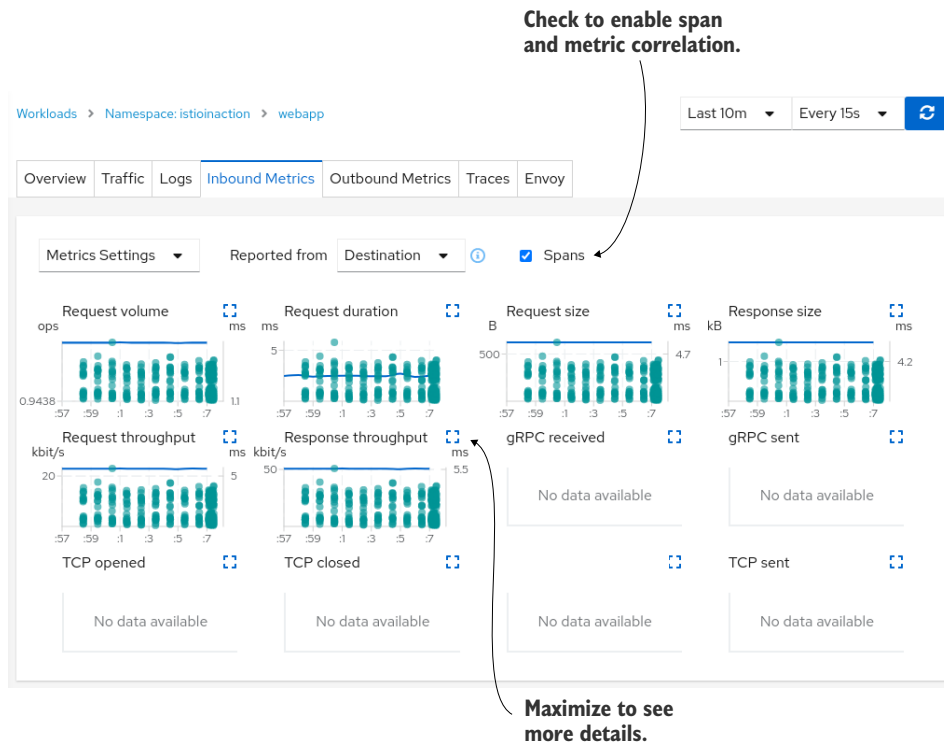 Check to enable span
and metric correlation.
Workloads > Namespace: istioinaction > webapp
Last 10m
Every 15s
Overview Traffic Logs Inbound Metrics Outbound Metrics Traces Envoy
Metrics Settings
Reported from Destination
Spans
Request volume
ops ms
0.9438 11
:57 :59 :1 :3 :5 :7
Request duration
ms
5
:57 :59 :1 :3 :5 :7
Request size
B ms
500 4.7
:57 :59 :1 :3 :5 :7
Response size
kB ms
1 4.2
:57 :59 :1 :3 :5 :7
Request throughput
kbit/s ms
20 5
:57 :59 :1 :3 :5 :7
Response throughput
kbit/s ms
50 5.5
:57 :59 :1 :3 :5 :7
gRPC received
No data available
gRPC sent
No data available
TCP opened
No data available
TCP closed
No data available
No data available
TCP sent
No data available
Maximize to see
more details.